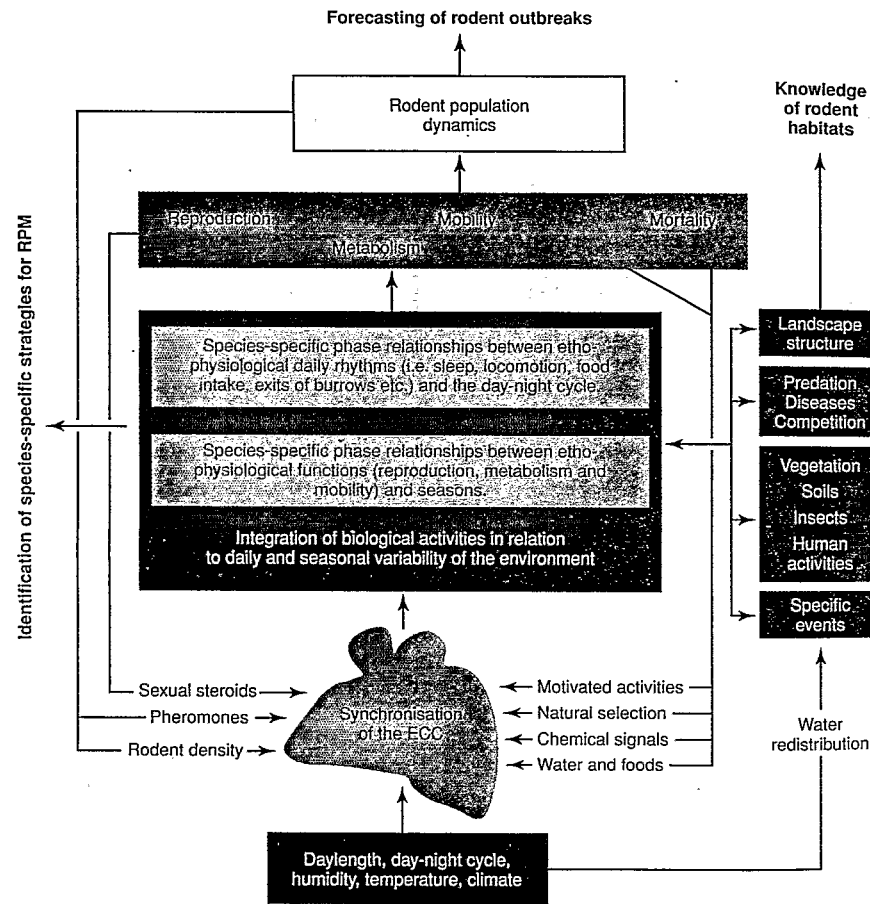 Forecasting of rodent outbreaks
Rodent population
dynamics
Knowledge
of rodent
habitats
Reproduction
Mobility
Mortality
Metabolism
Identification of species-specific strategies for RPM
Species-specific phase relationships between etho-
physiological daily rhythms (i.e. sleep, locomotion, food
intake, exits of burrows etc.) and the day-night cycle.
Species-specific phase relationships between etho-
physiological functions (reproduction, metabolism and
mobility) and seasons.
Integration of biological activities in relation
to daily and seasonal variability of the environment
Landscape
structure
Predation
Diseases
Competition
Vegetation
Soils
Insects
Human
activities
Specific
events
Sexual steroids
Pheromones
Rodent density
Synchronisation
of the ECC
Motivated activities
Natural selection
Chemical signals
Water and foods
Water
redistribution
Daylength, day-night cycle,
humidity, temperature, climate